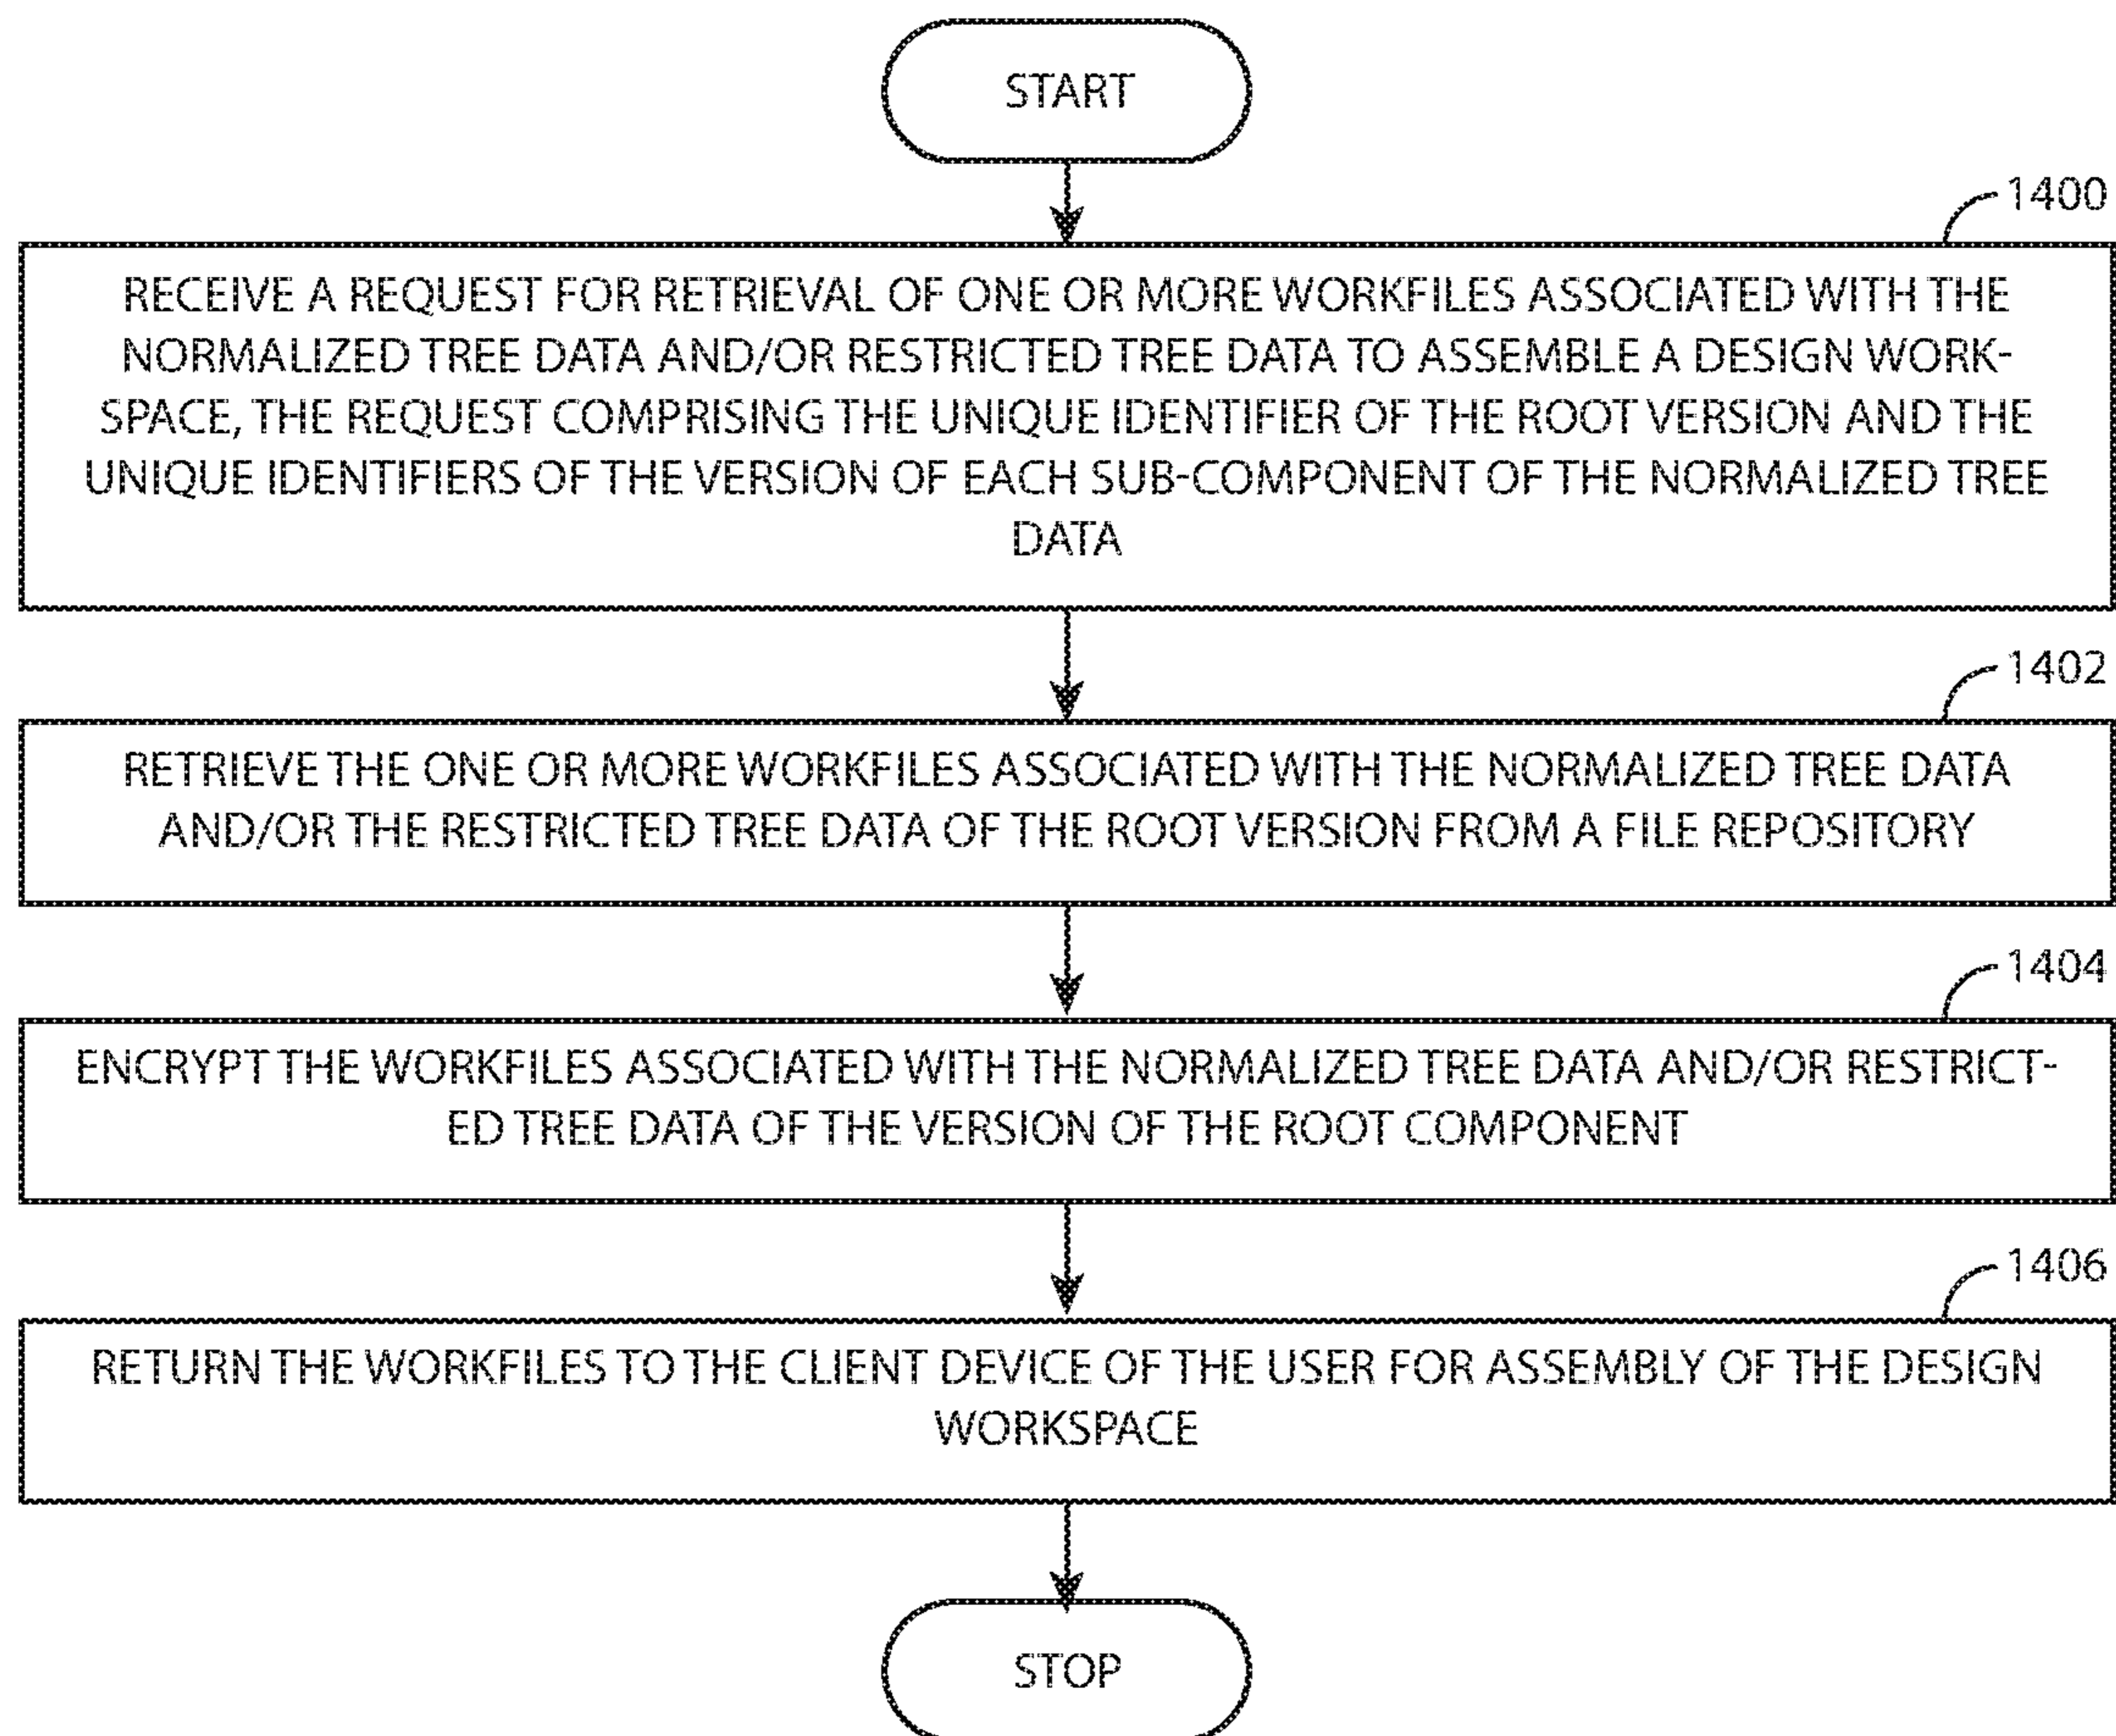 START
1400
RECEIVE A REQUEST FOR RETRIEVAL OF ONE OR MORE WORKFILES ASSOCIATED WITH THE
NORMALIZED TREE DATA AND/OR RESTRICTED TREE DATA TO ASSEMBLE A DESIGN WORK-
SPACE, THE REQUEST COMPRISING THE UNIQUE IDENTIFIER OF THE ROOT VERSION AND THE
UNIQUE IDENTIFIERS OF THE VERSION OF EACH SUB-COMPONENT OF THE NORMALIZED TREE
DATA
1402
RETRIEVE THE ONE OR MORE WORKFILES ASSOCIATED WITH THE NORMALIZED TREE DATA
AND/OR THE RESTRICTED TREE DATA OF THE ROOT VERSION FROM A FILE REPOSITORY
1404
ENCRYPT THE WORKFILES ASSOCIATED WITH THE NORMALIZED TREE DATA AND/OR RESTRICT-
ED TREE DATA OF THE VERSION OF THE ROOT COMPONENT
1406
RETURN THE WORKFILES TO THE CLIENT DEVICE OF THE USER FOR ASSEMBLY OF THE DESIGN
WORKSPACE
STOP